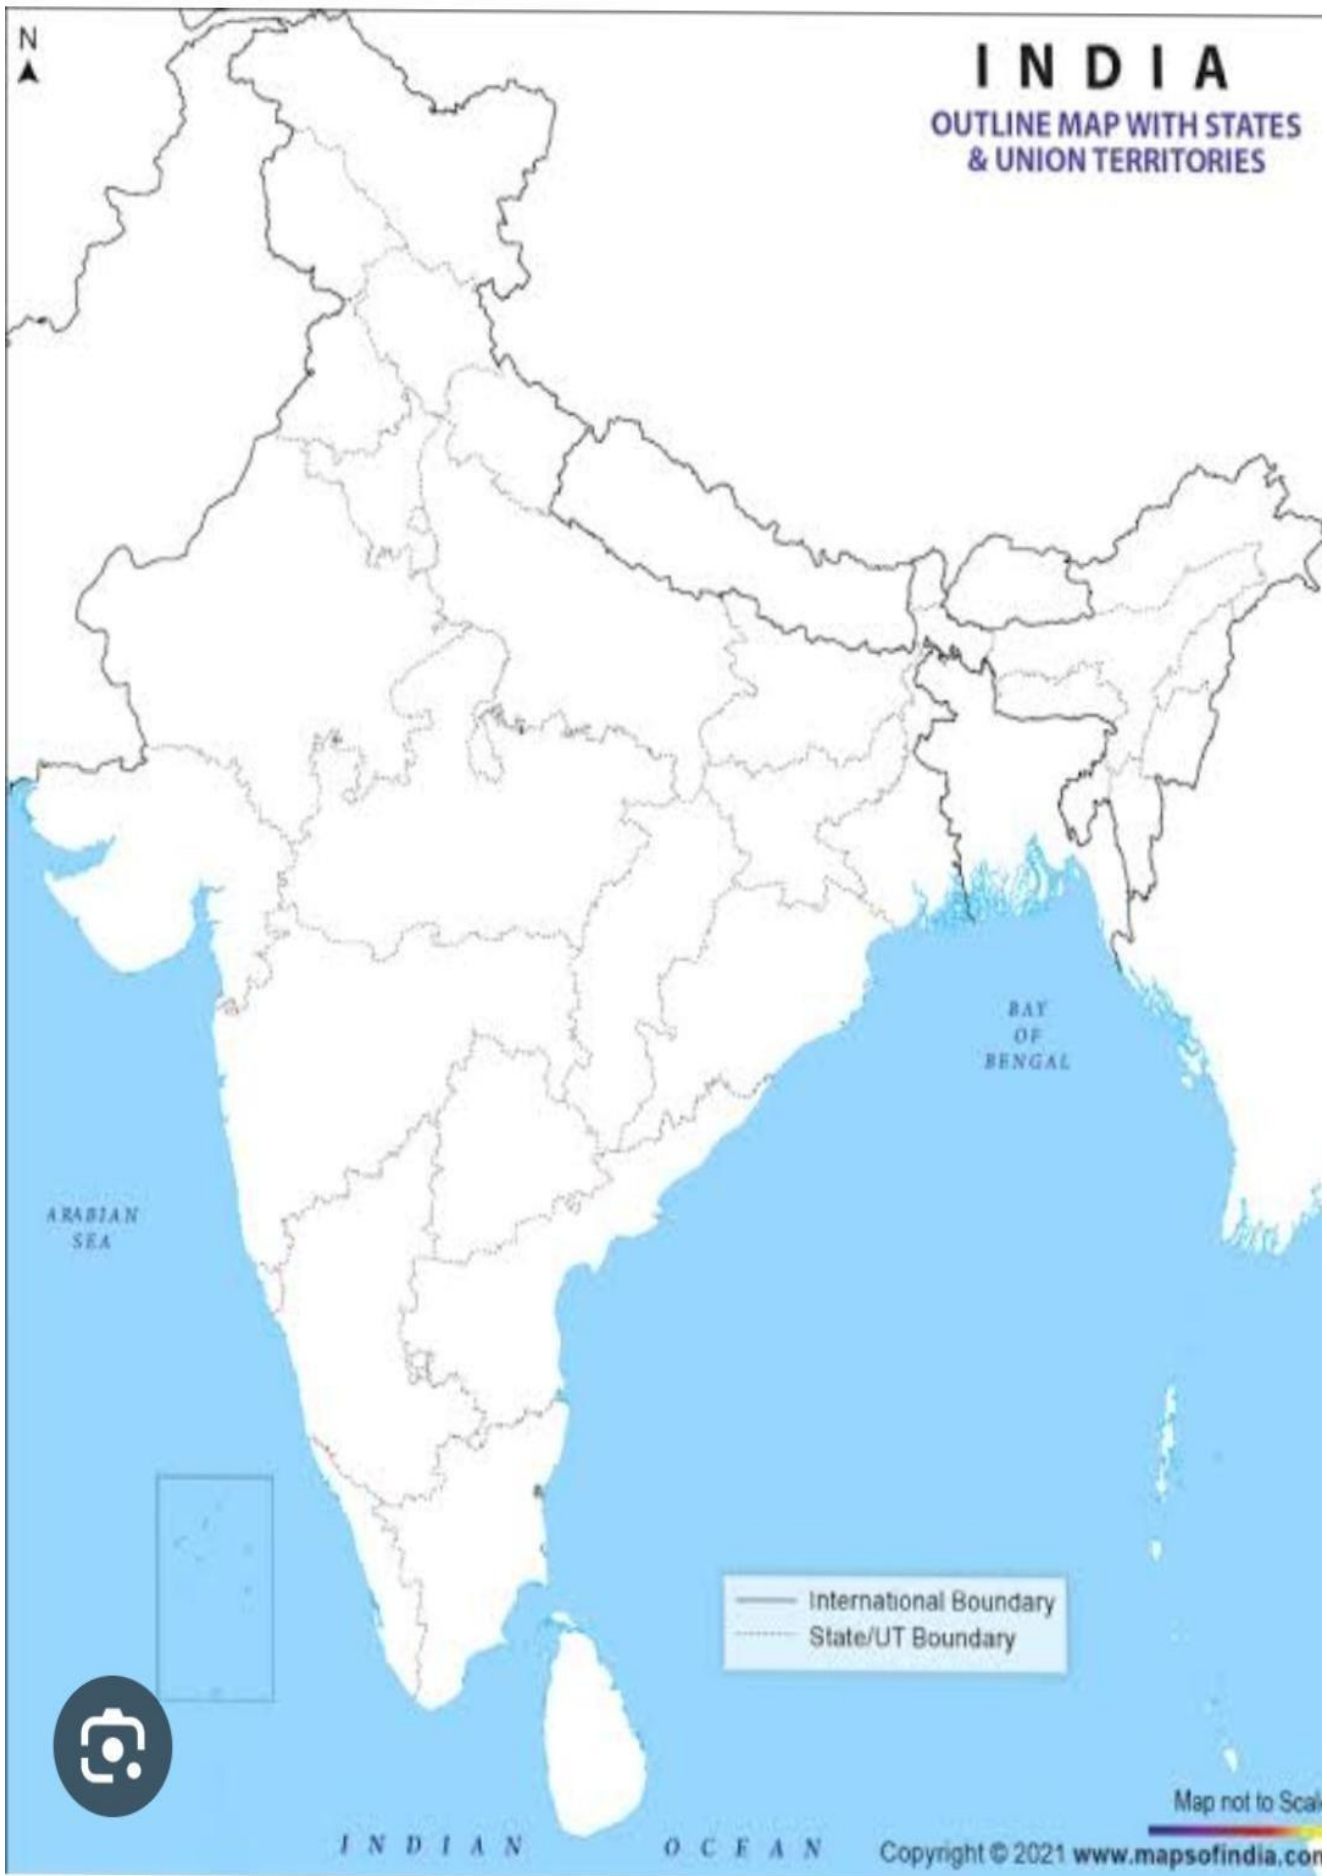 N
INDIA
OUTLINE MAP WITH STATES
& UNION TERRITORIES
BAY
OF
BENGAL
ARABIAN
SEA
International Boundary
State/UT Boundary
Map not to Scal
INDIAN OCEAN
Copyright © 2021 www.mapsofindia.com